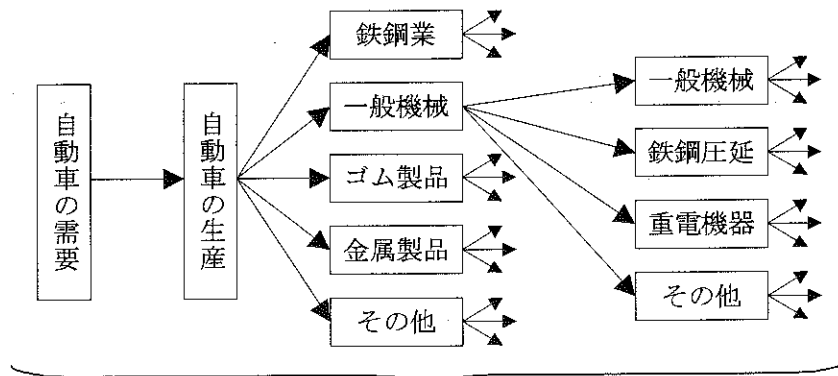 自動車の需要
自動車の生産
鉄鋼業
一般機械
ゴム製品
金属製品
その他
一般機械
鉄鋼圧延
重電機器
その他